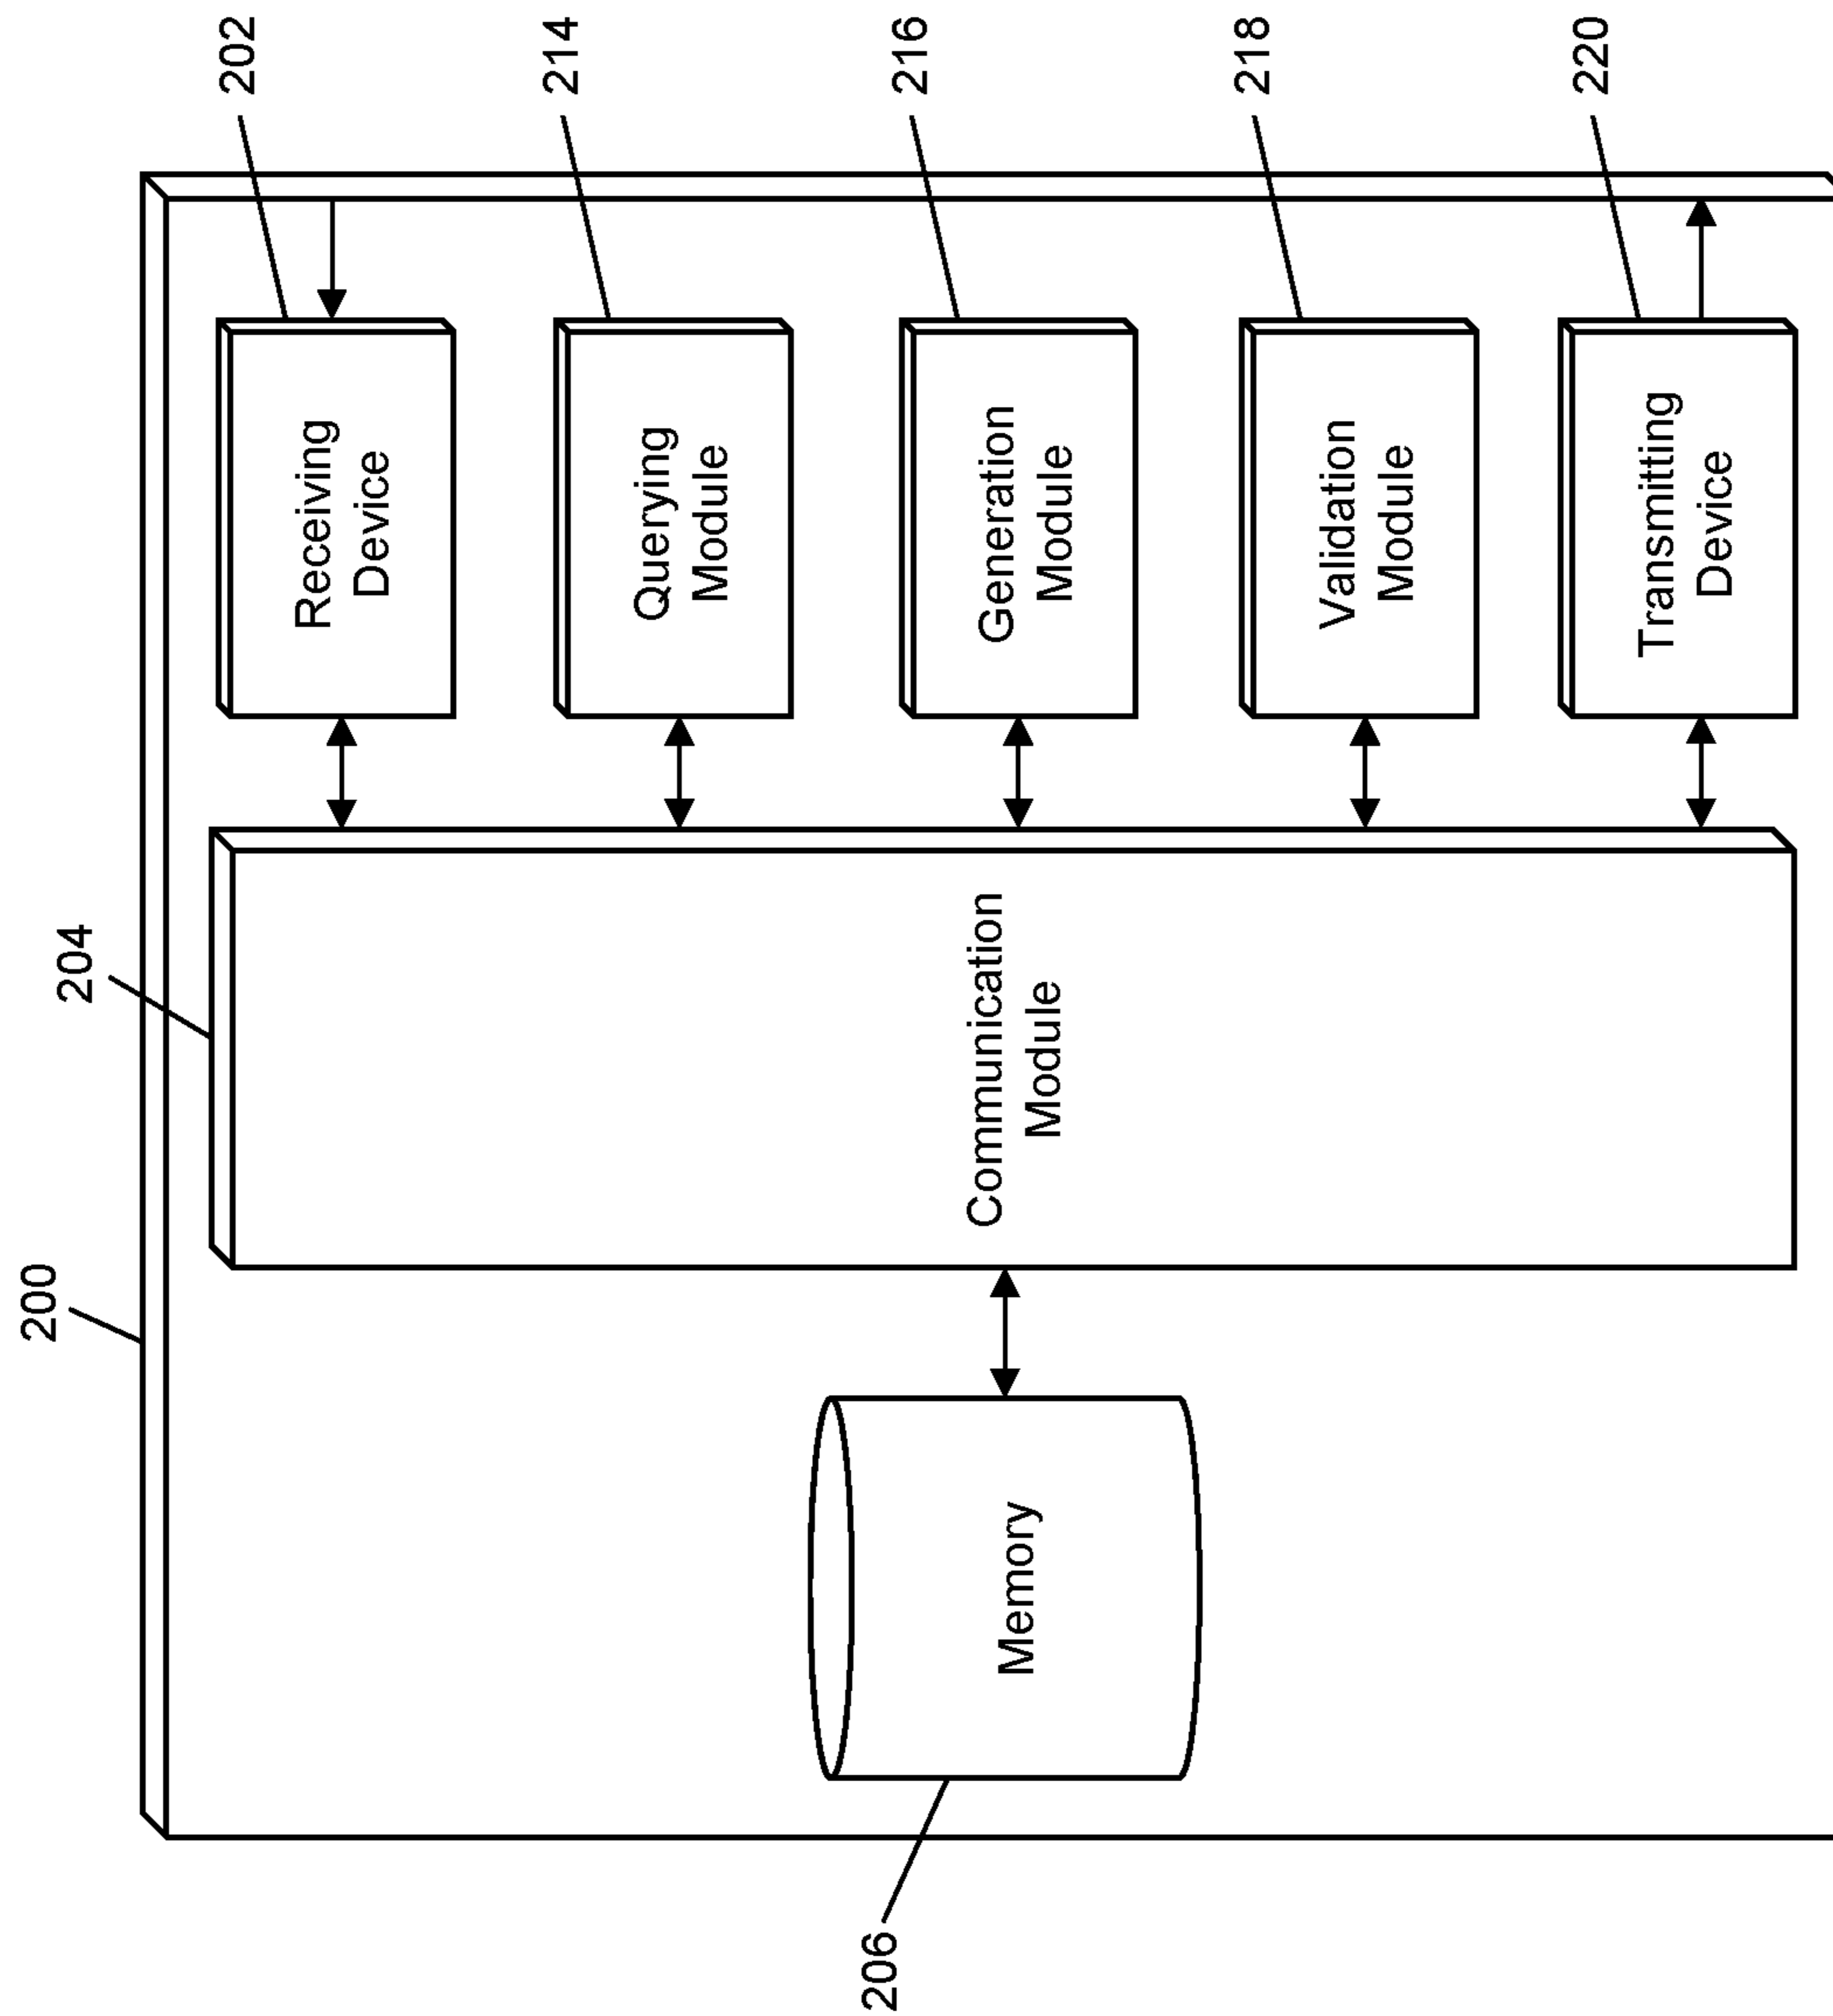 200
204
202
Receiving
Device
214
Querying
Module
206
Memory
Communication
Module
216
Generation
Module
218
Validation
Module
220
Transmitting
Device